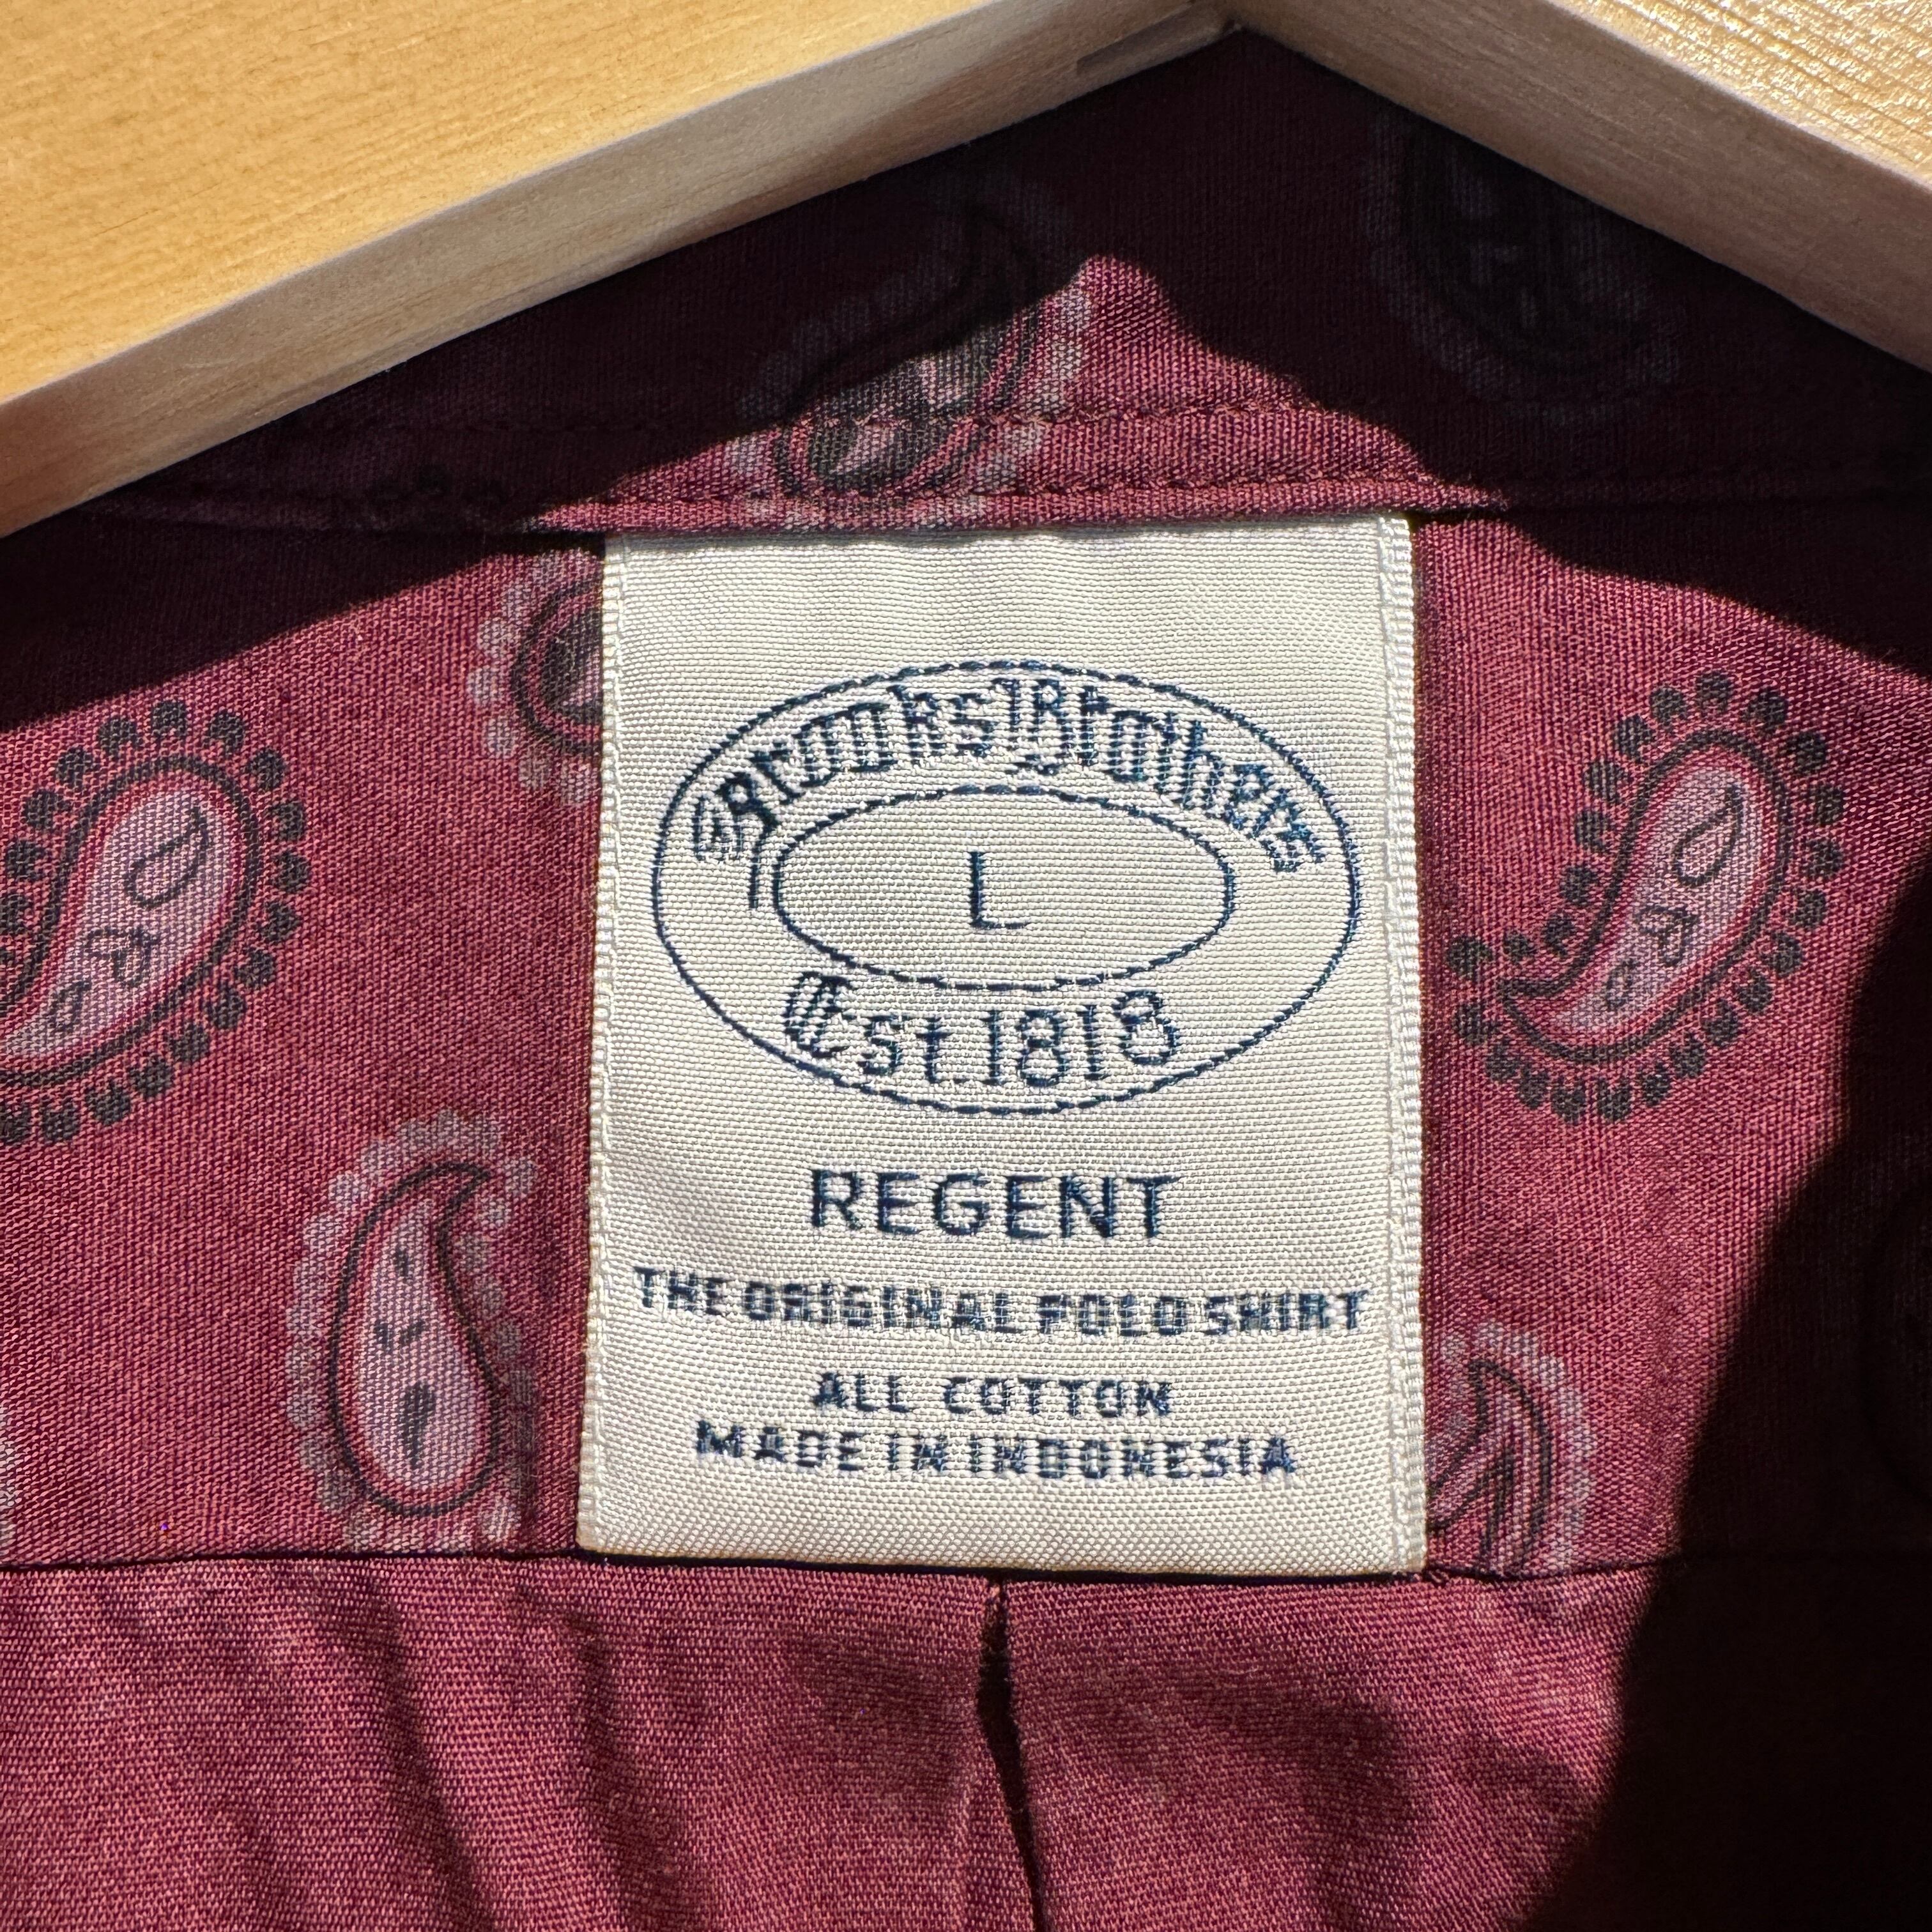 Brooks Brothers
L
Est. 1818
REGENT
THE ORIGINAL POLO SHIRT
ALL COTTON
MADE IN INDONESIA